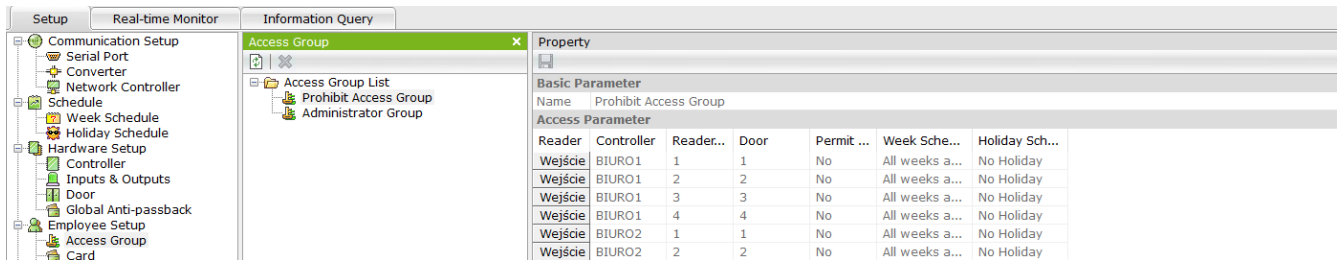 Setup Real-time Monitor Information Query
Communication Setup
Serial Port
Converter
Network Controller
Schedule
Week Schedule
Holiday Schedule
Hardware Setup
Controller
Inputs & Outputs
Door
Global Anti-passback
Employee Setup
Access Group
Card
Access Group
Access Group List
Prohibit Access Group
Administrator Group
Property
Basic Parameter
Name Prohibit Access Group
Access Parameter
Reader Controller Reader... Door Permit ... Week Sche... Holiday Sch...
Wejście BIURO1 1 1 No All weeks a... No Holiday
Wejście BIURO1 2 2 No All weeks a... No Holiday
Wejście BIURO1 3 3 No All weeks a... No Holiday
Wejście BIURO1 4 4 No All weeks a... No Holiday
Wejście BIURO2 1 1 No All weeks a... No Holiday
Wejście BIURO2 2 2 No All weeks a... No Holiday